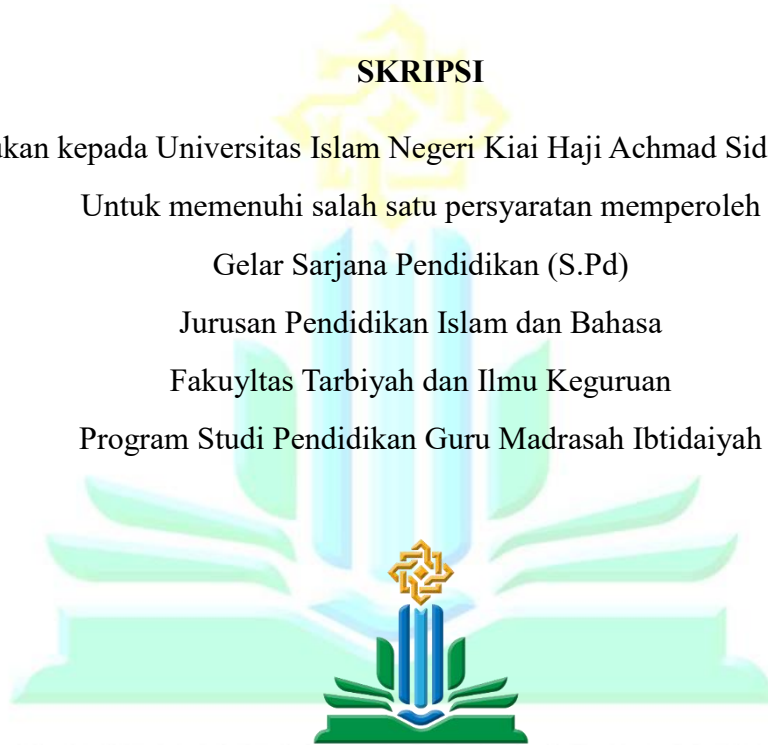 SKRIPSI
kepada Universitas Islam Negeri Kiai Haji Achmad
Untuk memenuhi salah satu persyaratan memperoleh
Gelar Sarjana Pendidikan (S.Pd)
Jurusan Pendidikan Islam dan Bahasa
Fakuyltas Tarbiyah dan Ilmu Keguruan
Program Studi Pendidikan Guru Madrasah Ibtidaiyah